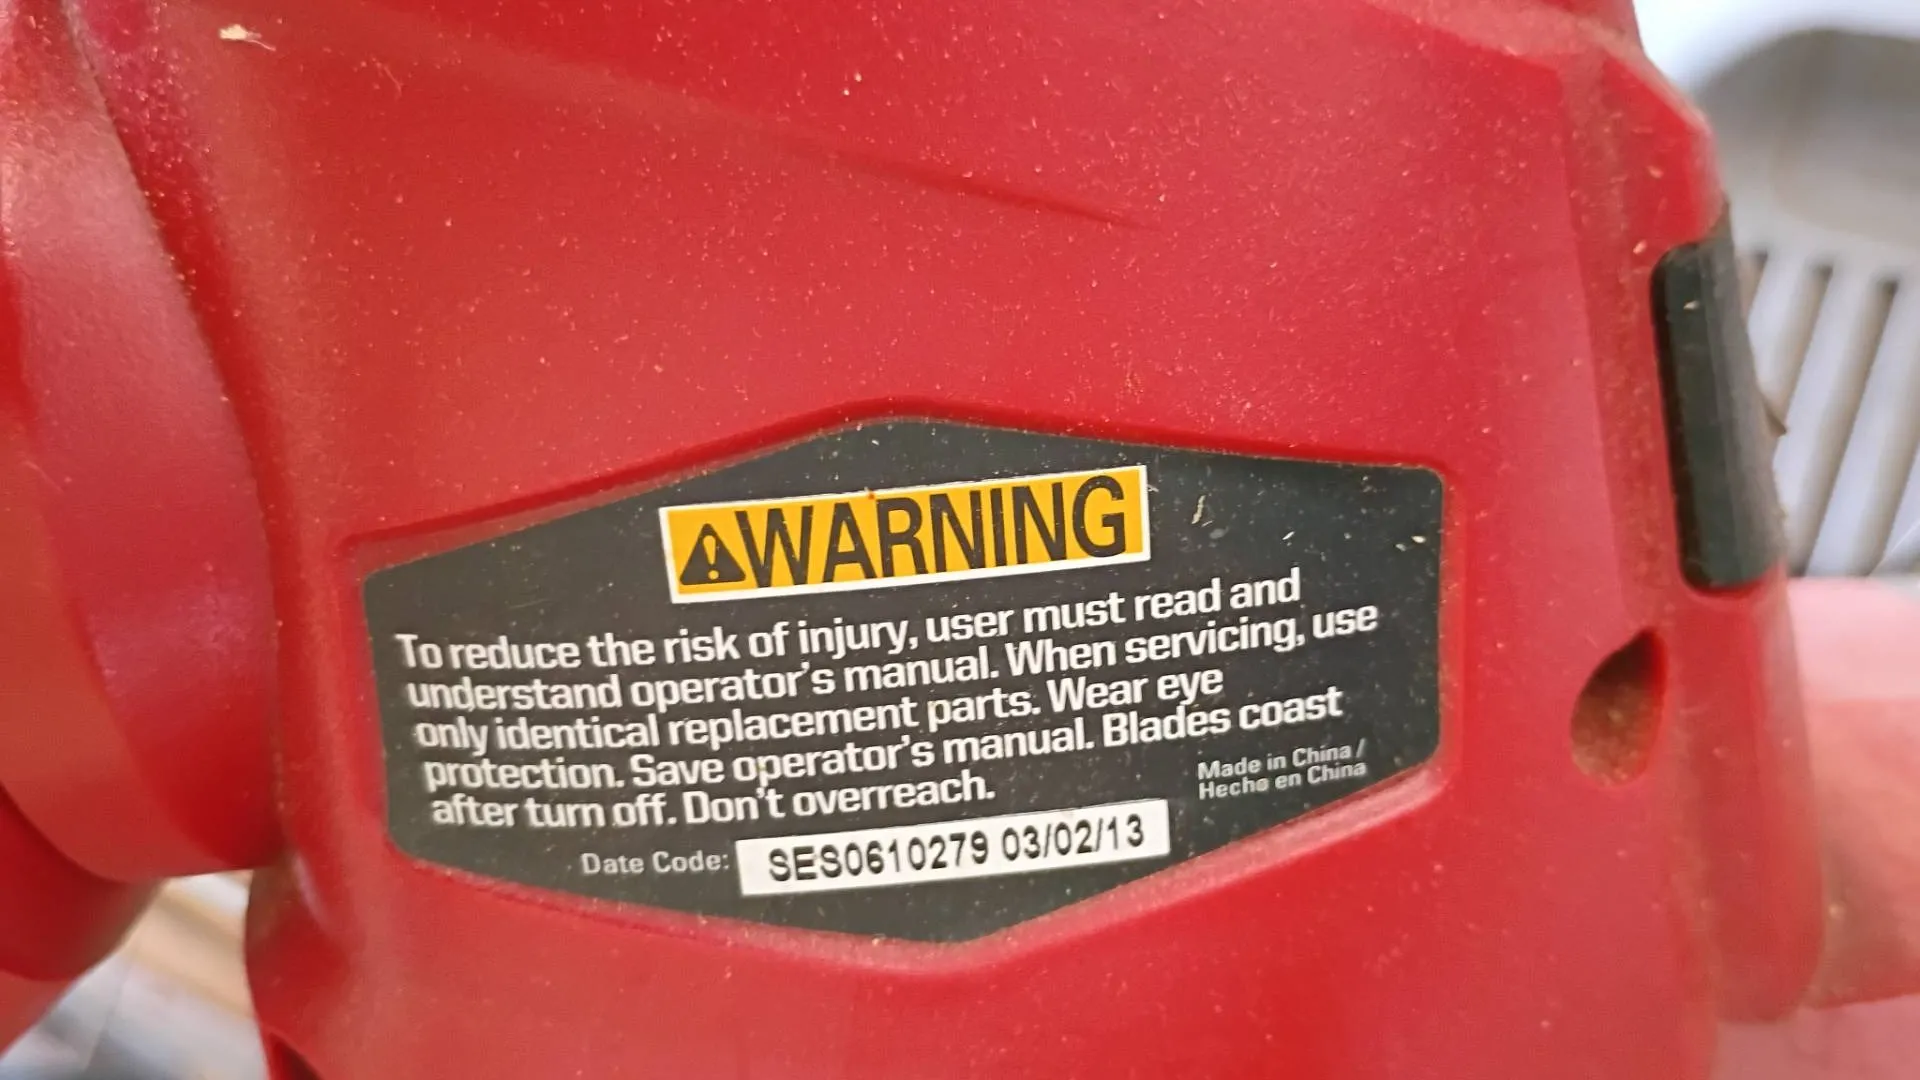 WARNING
To reduce the risk of injury, user must read and
understand operator's manual. When servicing, use
only identical replacement parts. Wear eye
protection. Save operator's manual. Blades coast
after turn off. Don't overreach.
Made in China /
Hecho en China
Date Code: SES0610279 03/02/13